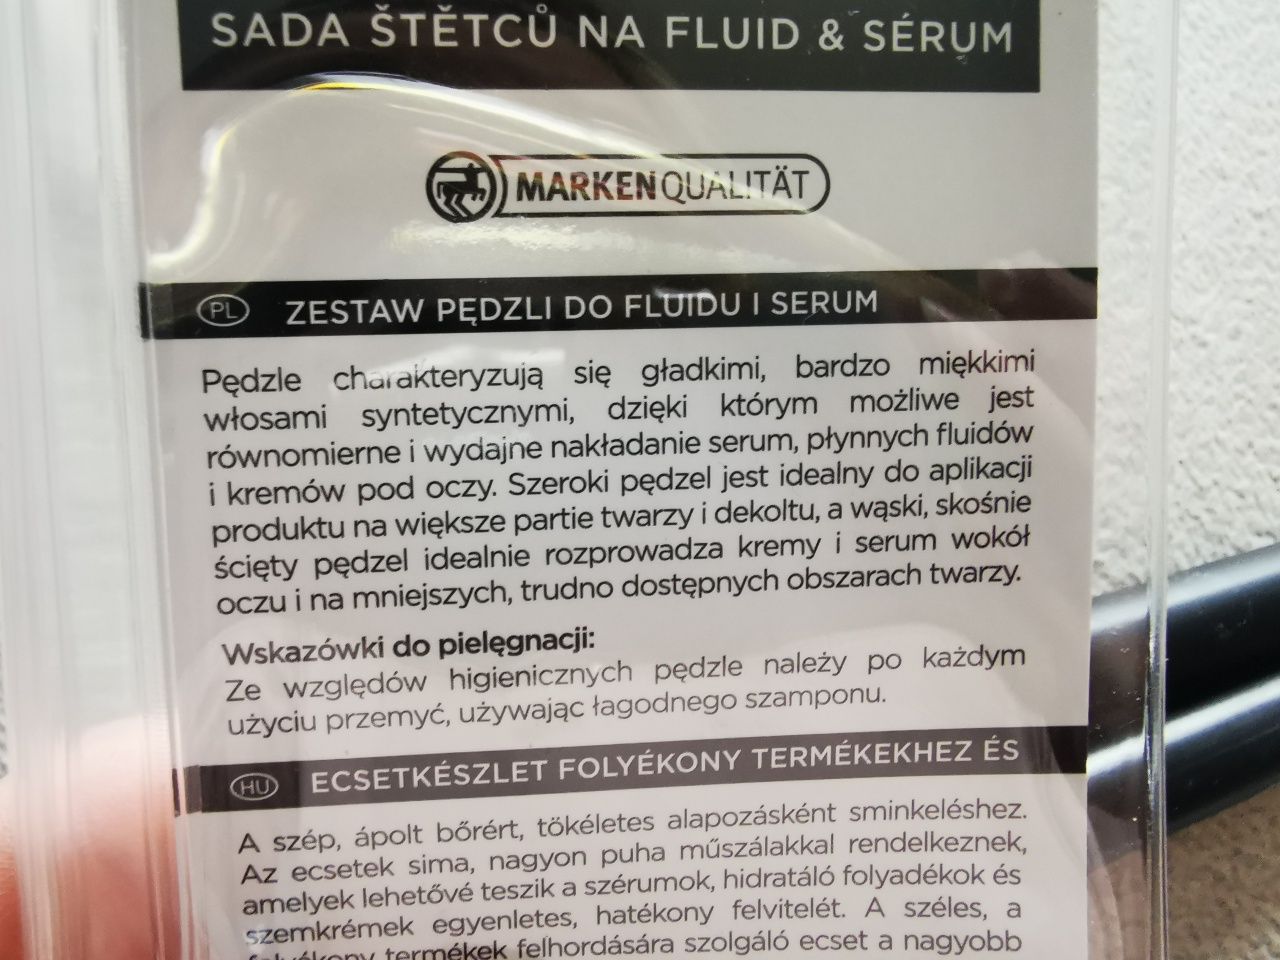 SADA ŠTĚTCŮ NA FLUID & SÉRUM
MARKENQUALITÄT
PL ZESTAW PĘDZLI DO FLUIDU I SERUM
Pędzle charakteryzują się gładkimi, bardzo miękkimi
włosami syntetycznymi, dzięki którym możliwe jest
równomierne i wydajne nakładanie serum, płynnych fluidów
i kremów pod oczy. Szeroki pędzel jest idealny do aplikacji
produktu na większe partie twarzy i dekoltu, a wąski, skośnie
ścięty pędzel idealnie rozprowadza kremy i serum wokół
oczu i na mniejszych, trudno dostępnych obszarach twarzy.
Wskazówki do pielęgnacji:
Ze względów higienicznych pędzle należy po każdym
użyciu przemyć, używając łagodnego szamponu.
HU ECSETKÉSZLET FOLYÉKONY TERMÉKEKHEZ ÉS
A szép, ápolt bőrért, tökéletes alapozásként sminkeléshez.
Az ecsetek sima, nagyon puha műszálakkal rendelkeznek,
amelyek lehetővé teszik a szérumok, hidratáló folyadékok és
szemkrémek egyenletes, hatékony felvitelét. A széles, a
folyékony termékek felhordására szolgáló ecset a nagyobb